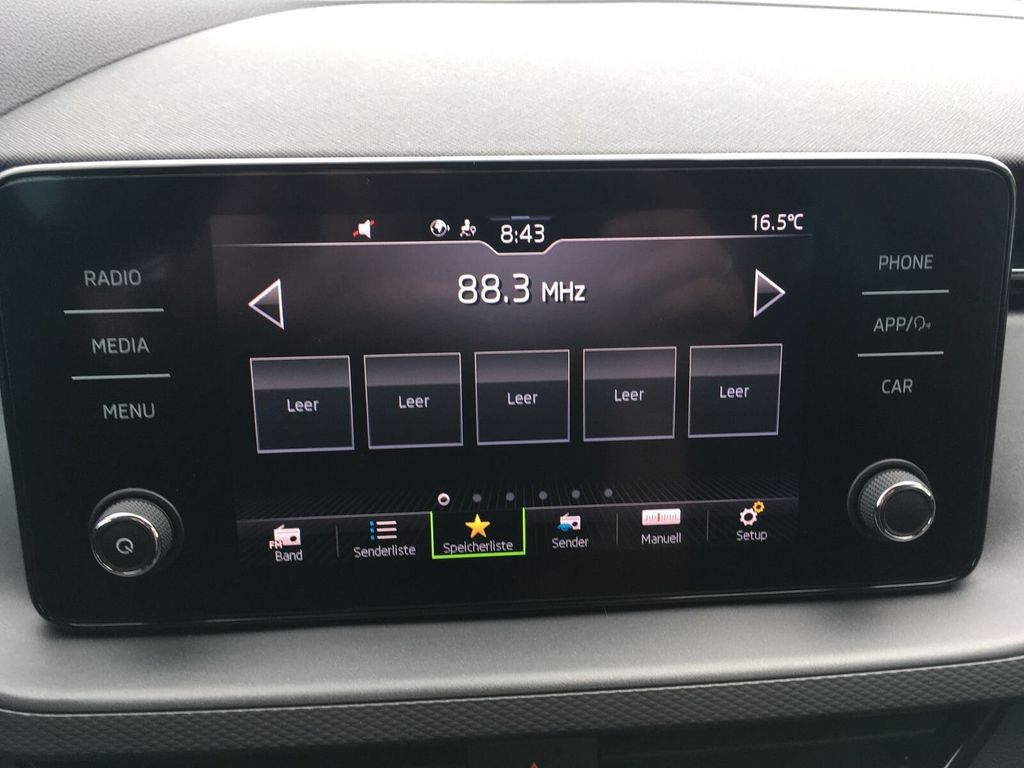 8:43
16.5°C
RADIO
MEDIA
MENU
88.3 MHz
PHONE
APP/
CAR
Leer
Leer
Leer
Leer
Leer
FM
Band
Senderliste
Speicherliste
Sender
Manuell
Setup